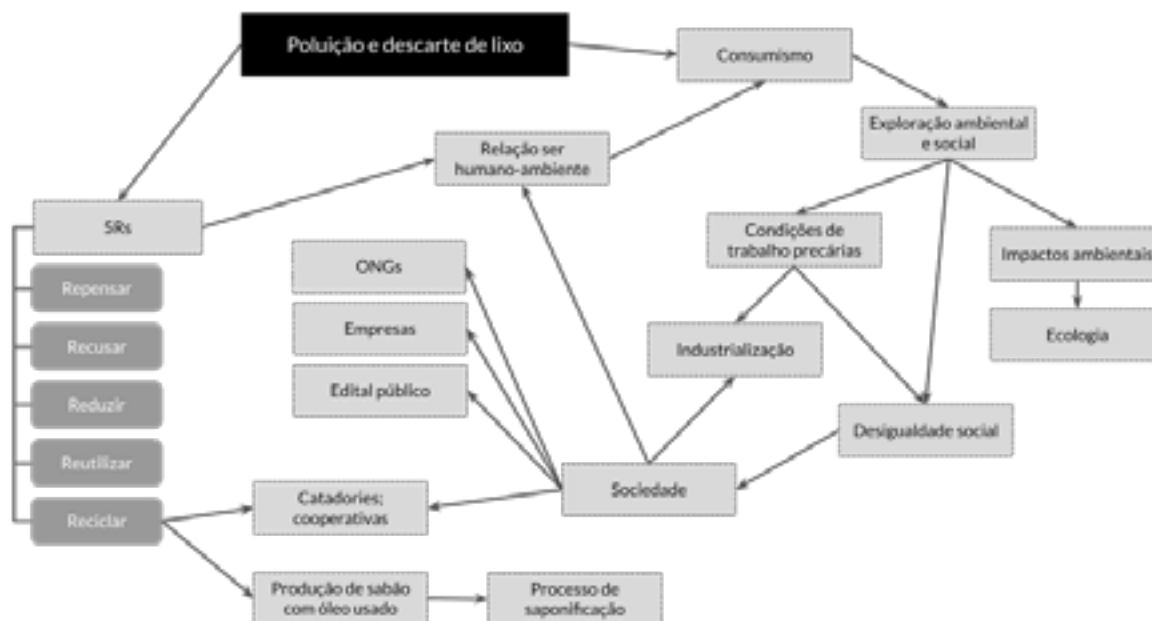 Poluição e descarte de lixo
Consumismo
Exploração ambiental
e social
Relação ser
humano-ambiente
5Rs
Repensar
Recusar
Reduzir
Reutilizar
Reciclar
ONGs
Empresas
Edital público
Condições de
trabalho precárias
Impactos ambientais
Industrialização
Ecologia
Desigualdade social
Sociedade
Catadories;
cooperativas
Produção de sabão
com óleo usado
Processo de
saponificação